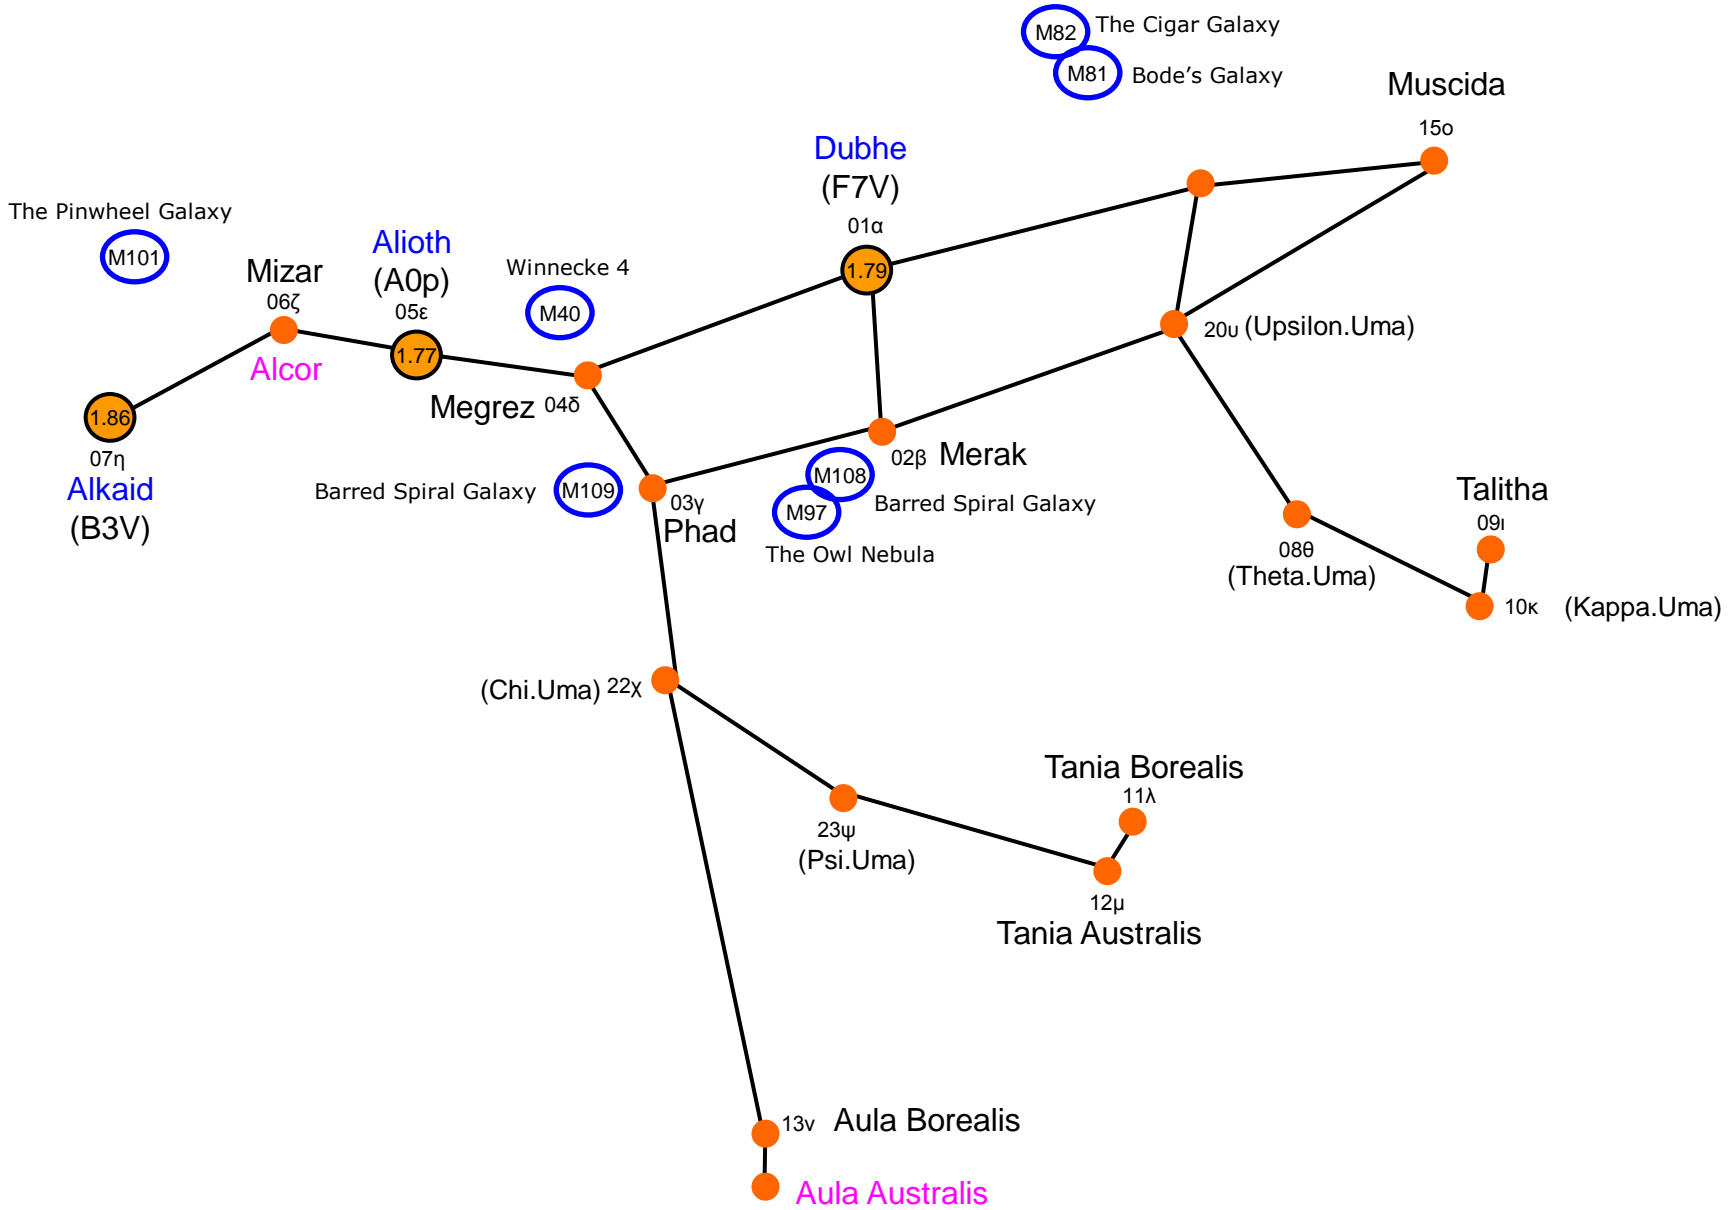 M82 The Cigar Galaxy
M81 Bode's Galaxy
Muscida
15ο
Dubhe
(F7V)
01α
1.79
The Pinwheel Galaxy
M101
Alioth
(A0p)
05ε
1.77
Winnecke 4
M40
Mizar
06ζ
Alcor
20υ (Upsilon.Uma)
Megrez 04δ
1.86
07η
Alkaid
(B3V)
02β Merak
Barred Spiral Galaxy M109
03γ
Phad
M108
Barred Spiral Galaxy
M97
The Owl Nebula
Talitha
09ι
08θ
(Theta.Uma)
10κ (Kappa.Uma)
(Chi.Uma) 22χ
Tania Borealis
11λ
23ψ
(Psi.Uma)
12μ
Tania Australis
13ν Aula Borealis
Aula Australis